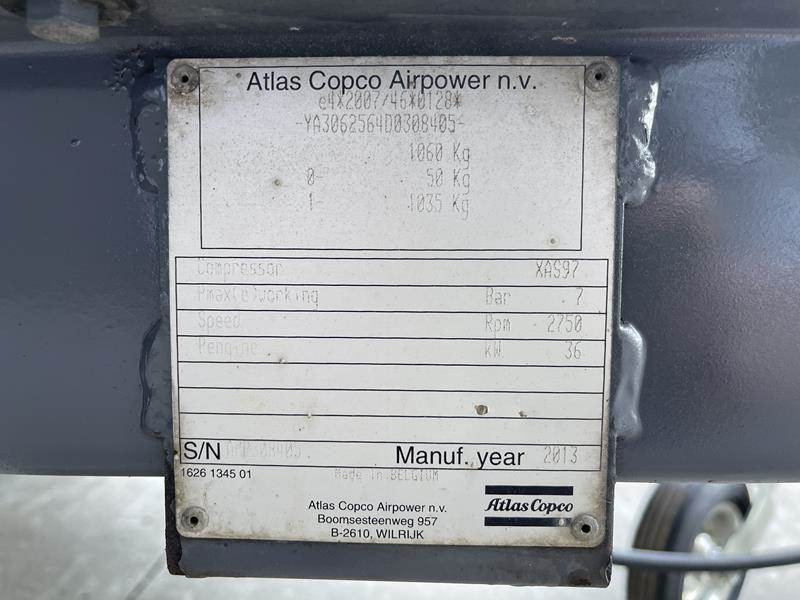 Atlas Copco Airpower n.v.
e4*2007/46*0128*
-YA3062564D0308405-
1060 Kg
0- 50 Kg
1- 1035 Kg
Compressor XAS97
Pmax(e)working Bar 7
Speed Rpm 2750
Pengine kW 36
S/N AMP308405 Manuf. year 2013
1626 1345 01 Made in BELGIUM
Atlas Copco Airpower n.v.
Boomsesteenweg 957
B-2610, WILRIJK
Atlas Copco